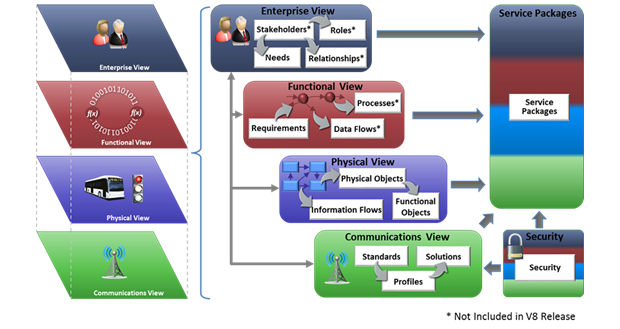 Enterprise View
010010110101
f(x)
f(x)
Functional View
Physical View
Communications View
Enterprise View
Stakeholders*
Roles*
Needs
Relationships*
Functional View
Processes*
Requirements
Data Flows*
Physical View
Physical Objects
Information Flows
Functional
Objects
Communications View
Standards
Solutions
Profiles
Service Packages
Service
Packages
Security
Security
* Not Included in V8 Release